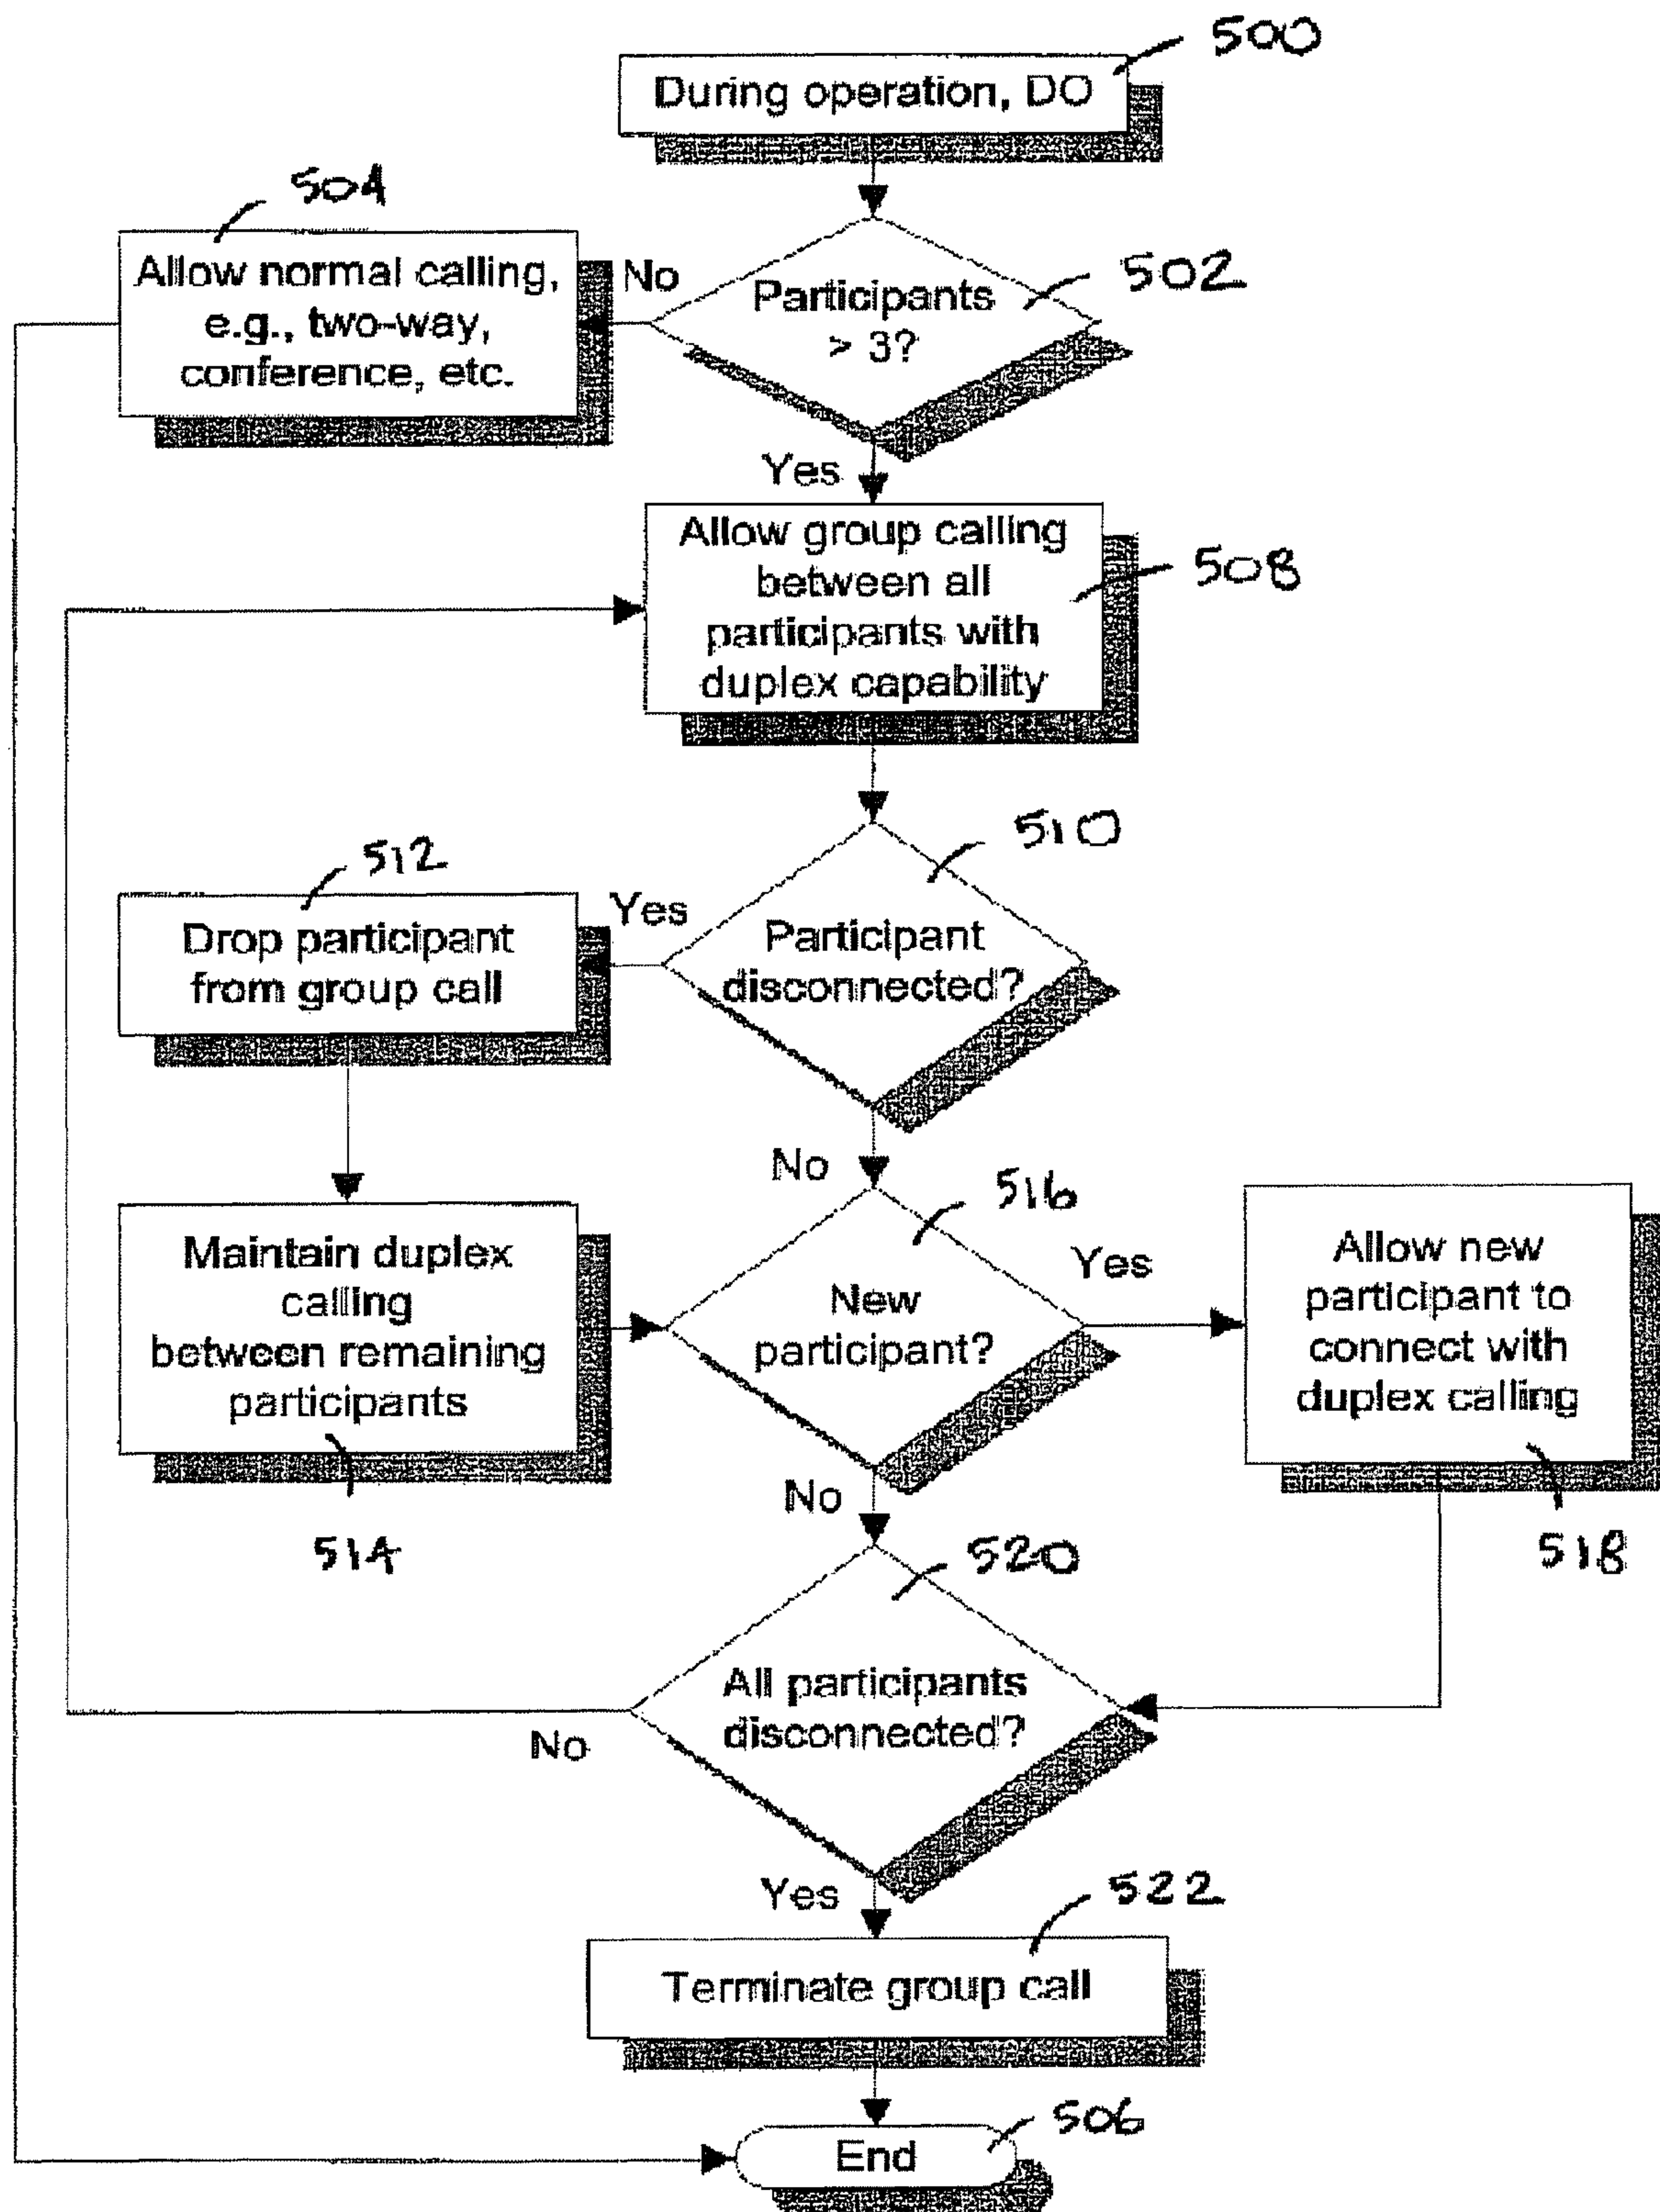 500
During operation, DO
504
Allow normal calling,
e.g., two-way,
conference, etc.
No
502
Participants
> 3?
Yes
Allow group calling
between all
participants with
duplex capability
508
510
512
Yes
Drop participant
from group call
Participant
disconnected?
No
516
Maintain duplex
calling
between remaining
participants
514
New
participant?
Yes
Allow new
participant to
connect with
duplex calling
518
No
520
All participants
disconnected?
No
Yes
522
Terminate group call
506
End